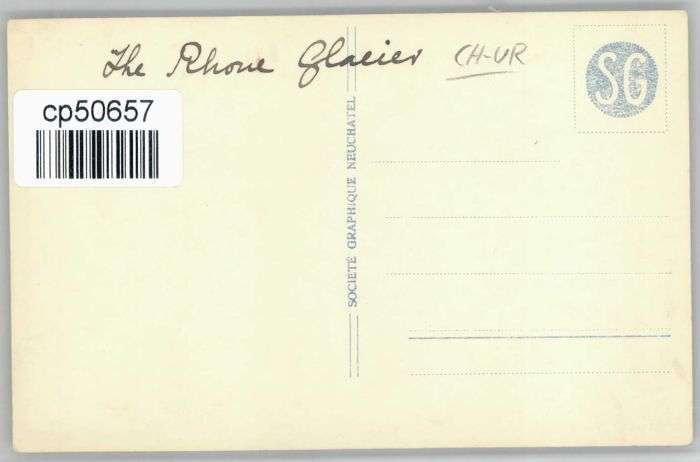 The Rhone Glacier CH-UR
SG
cp50657
SOCIÉTÉ GRAPHIQUE NEUCHATEL